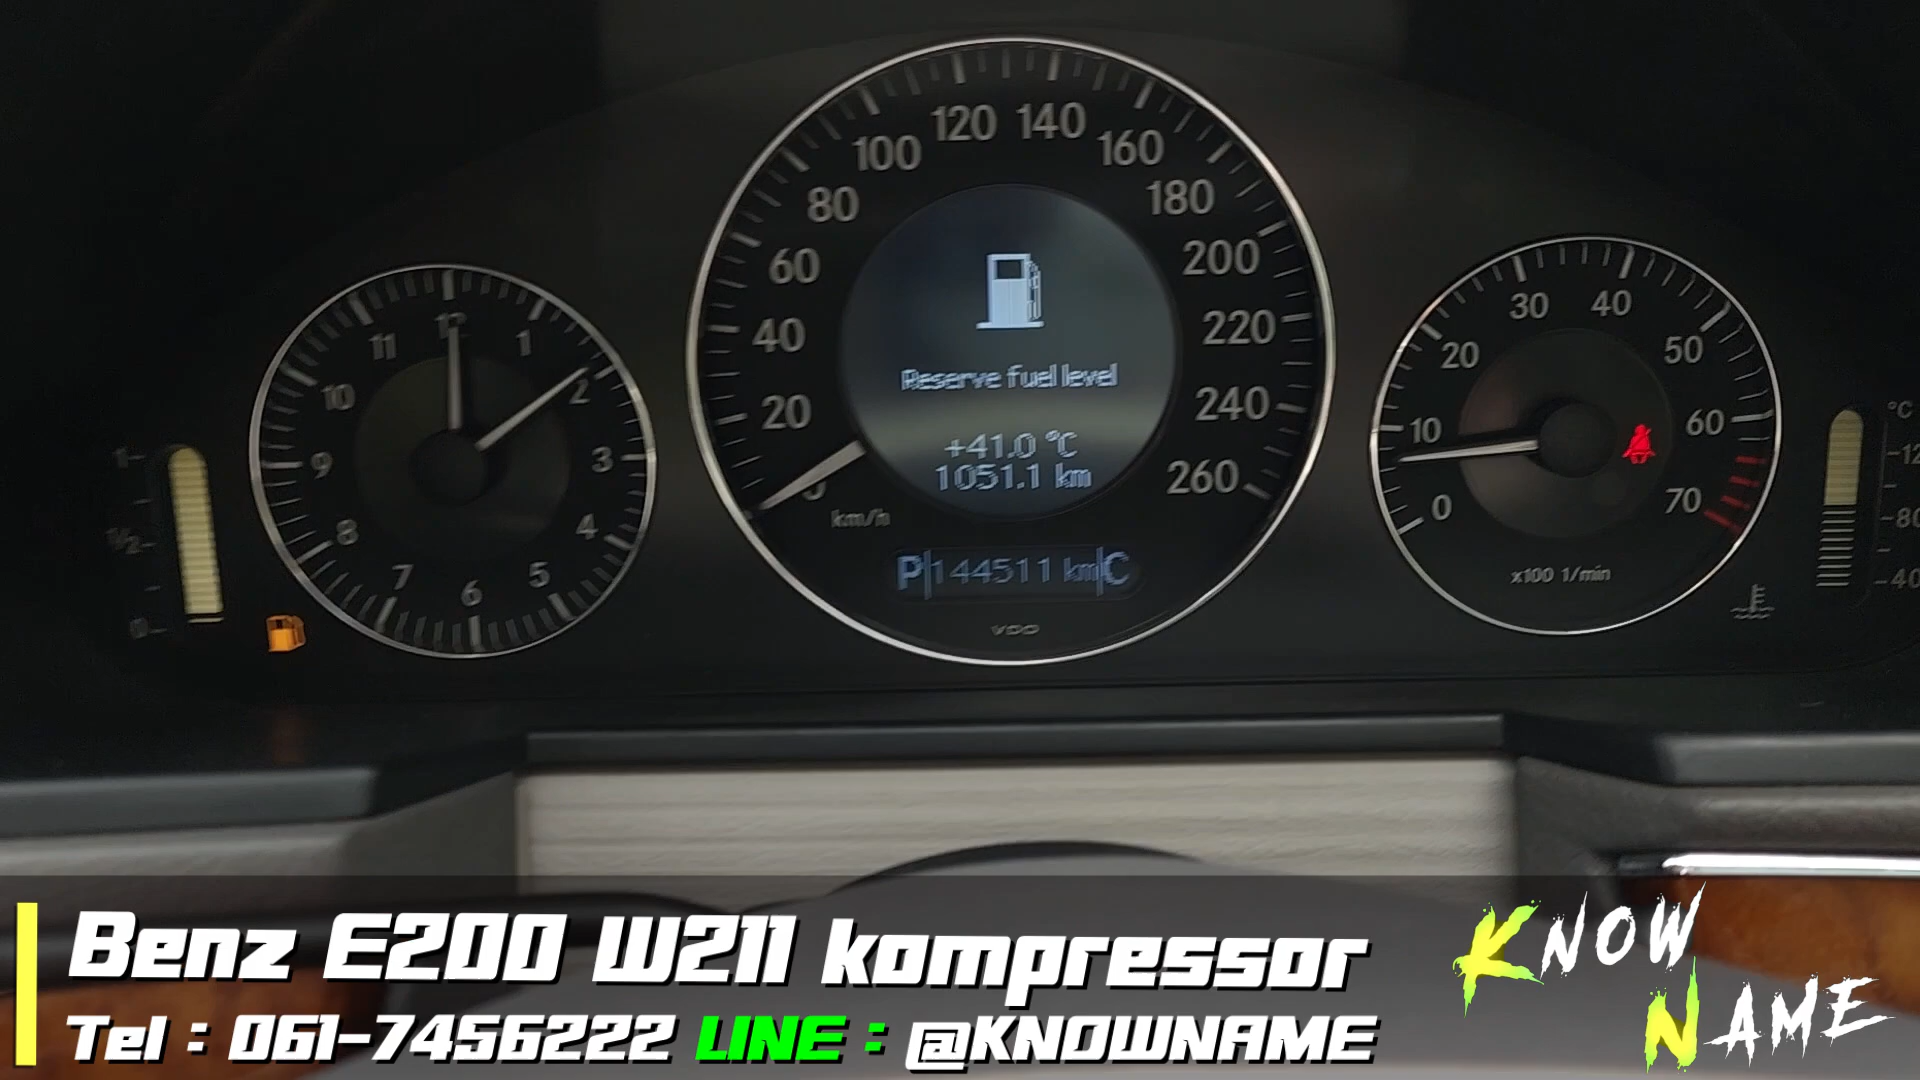 120 140
100 160
80 180
60 200
40 220
20 240
0 260
km/h
Reserve fuel level
+41.0 °C
1051.1 km
P 144511 km C
VDO
12
11 1
10 2
9 3
8 4
7 5
6
1
1/2
0
30 40
20 50
10 60
0 70
x100 1/min
°C
80
40
Benz E200 W211 kompressor
Tel : 061-7456222 LINE : @KNOWNAME
KNOW
NAME